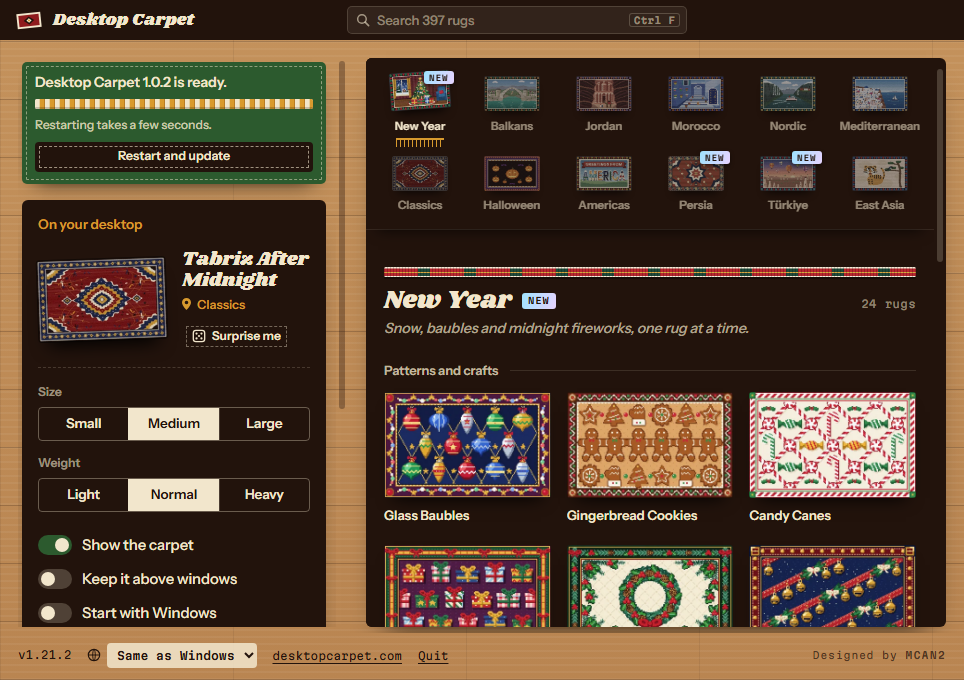 Desktop Carpet
Search 397 rugs
Ctrl F
Desktop Carpet 1.0.2 is ready.
Restarting takes a few seconds.
Restart and update
On your desktop
Tabriz After
Midnight
Classics
Surprise me
Size
Small Medium Large
Weight
Light Normal Heavy
Show the carpet
Keep it above windows
Start with Windows
NEW
New Year Balkans Jordan Morocco Nordic Mediterranean
NEW NEW
Classics Halloween Americas Persia Türkiye East Asia
New Year NEW 24 rugs
Snow, baubles and midnight fireworks, one rug at a time.
Patterns and crafts
Glass Baubles Gingerbread Cookies Candy Canes
v1.21.2 Same as Windows desktopcarpet.com Quit Designed by MCAN2